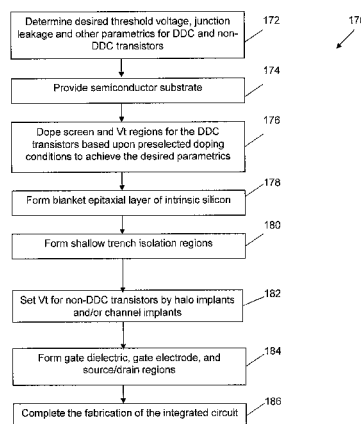 Determine desired threshold voltage, junction
leakage and other parametrics for DDC and non-
DDC transistors
172
174
Provide semiconductor substrate
176
Dope screen and Vt regions for the DDC
transistors based upon preselected doping
conditions to achieve the desired parametrics
178
Form blanket epitaxial layer of intrinsic silicon
180
Form shallow trench isolation regions
182
Set Vt for non-DDC transistors by halo implants
and/or channel implants
184
Form gate dielectric, gate electrode, and
source/drain regions
186
Complete the fabrication of the integrated circuit